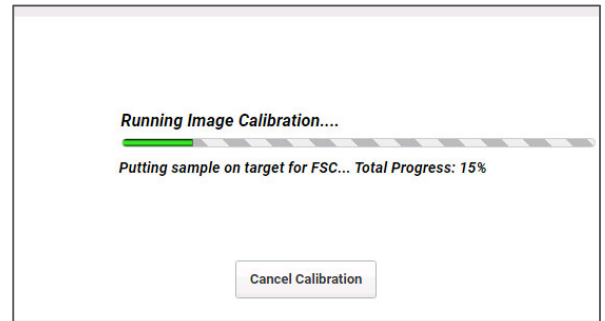 Running Image Calibration....
Putting sample on target for FSC... Total Progress: 15%
Cancel Calibration